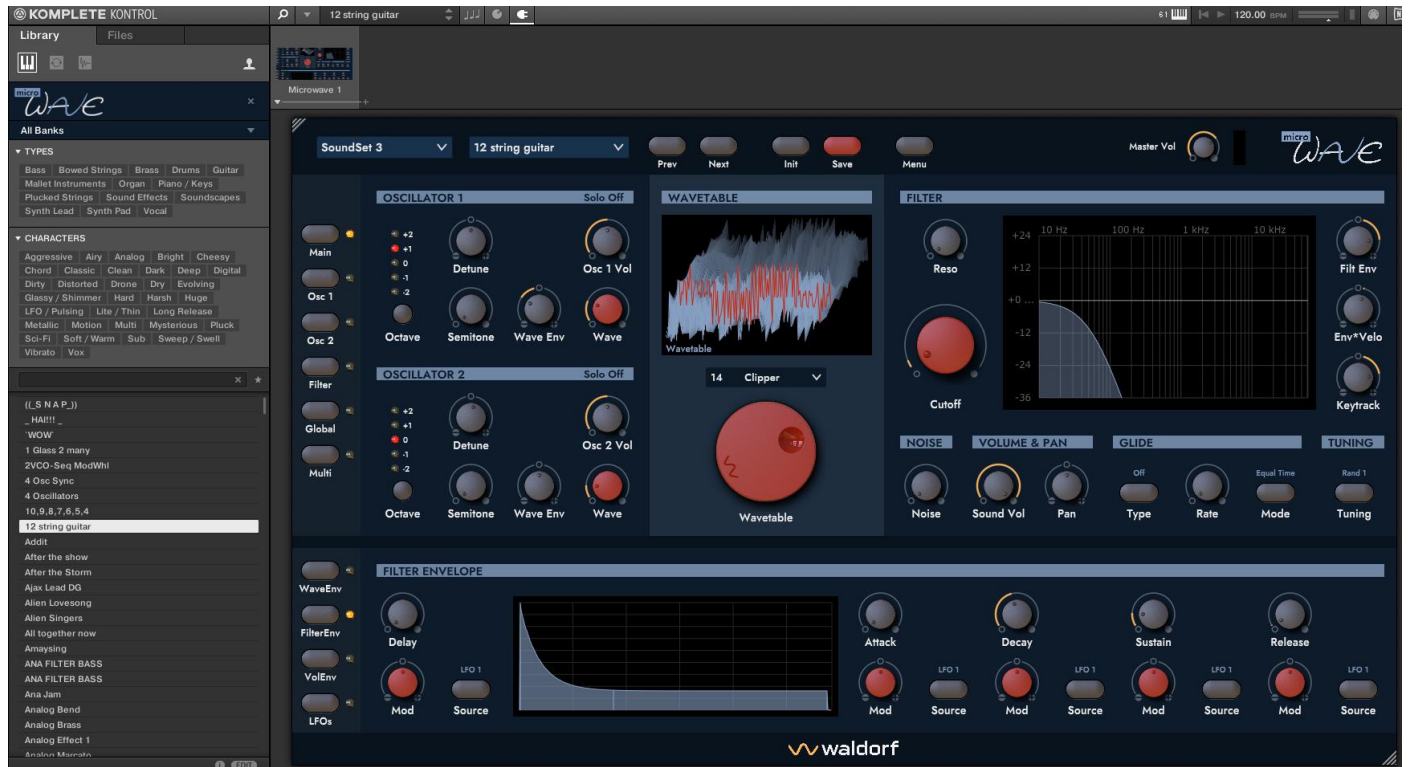 KOMPLETE KONTROL
12 string guitar
61
120.00 BPM
Library Files
micro WAVE
All Banks
TYPES
Bass Bowed Strings Brass Drums Guitar
Mallet Instruments Organ Piano / Keys
Plucked Strings Sound Effects Soundscapes
Synth Lead Synth Pad Vocal
CHARACTERS
Aggressive Airy Analog Bright Cheesy
Chord Classic Clean Dark Deep Digital
Dirty Distorted Drone Dry Evolving
Glassy / Shimmer Hard Harsh Huge
LFO / Pulsing Lite / Thin Long Release
Metallic Motion Multi Mysterious Pluck
Sci-Fi Soft / Warm Sub Sweep / Swell
Vibrato Vox
((_S N A P_))
_ HAI!!! _
`WOW'
1 Glass 2 many
2VCO-Seq ModWhl
4 Osc Sync
4 Oscillators
10,9,8,7,6,5,4
12 string guitar
Addit
After the show
After the Storm
Ajax Lead DG
Alien Lovesong
Alien Singers
All together now
Amaysing
ANA FILTER BASS
ANA FILTER BASS
Ana Jam
Analog Bend
Analog Brass
Analog Effect 1
Analog Marcato
EDIT
Microwave 1
SoundSet 3
12 string guitar
Prev Next Init Save Menu
Master Vol
micro WAVE
Main
Osc 1
Osc 2
Filter
Global
Multi
OSCILLATOR 1 Solo Off
+2
+1
0
-1
-2
Detune Osc 1 Vol
Octave Semitone Wave Env Wave
OSCILLATOR 2 Solo Off
+2
+1
0
-1
-2
Detune Osc 2 Vol
Octave Semitone Wave Env Wave
WAVETABLE
Wavetable
14 Clipper
Wavetable
FILTER
Reso
Cutoff
10 Hz 100 Hz 1 kHz 10 kHz
+24
+12
+0
-12
-24
-36
Filt Env
Env*Velo
Keytrack
NOISE VOLUME & PAN GLIDE TUNING
Off Equal Time Rand 1
Noise Sound Vol Pan Type Rate Mode Tuning
WaveEnv
FilterEnv
VolEnv
LFOs
FILTER ENVELOPE
Delay Attack Decay Sustain Release
LFO 1 LFO 1 LFO 1 LFO 1 LFO 1
Mod Source Mod Source Mod Source Mod Source Mod Source
waldorf